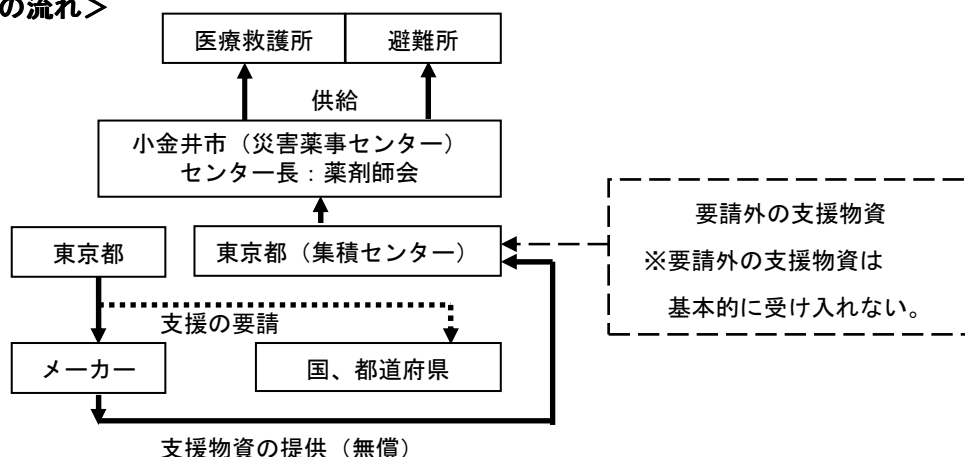 の流れ＞
医療救護所
避難所
供給
小金井市（災害薬事センター）
センター長：薬剤師会
東京都
東京都（集積センター）
要請外の支援物資
※要請外の支援物資は
基本的に受け入れない。
支援の要請
メーカー
国、都道府県
支援物資の提供（無償）